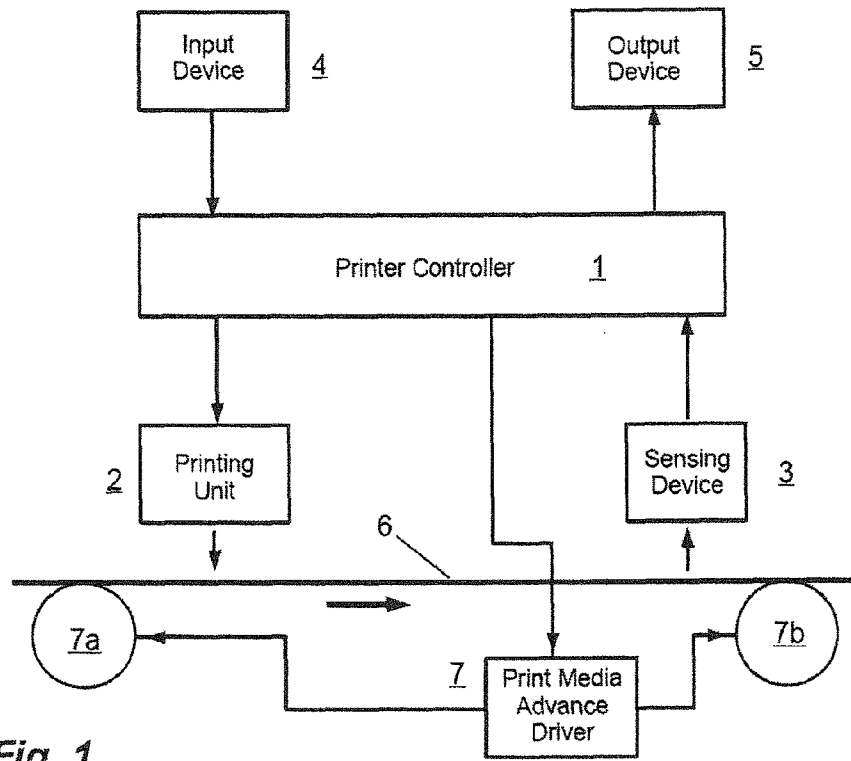 Input
Device
4
Output
Device
5
Printer Controller 1
2
Printing
Unit
Sensing
Device
3
6
7a
7b
7
Print Media
Advance
Driver
Fig. 1